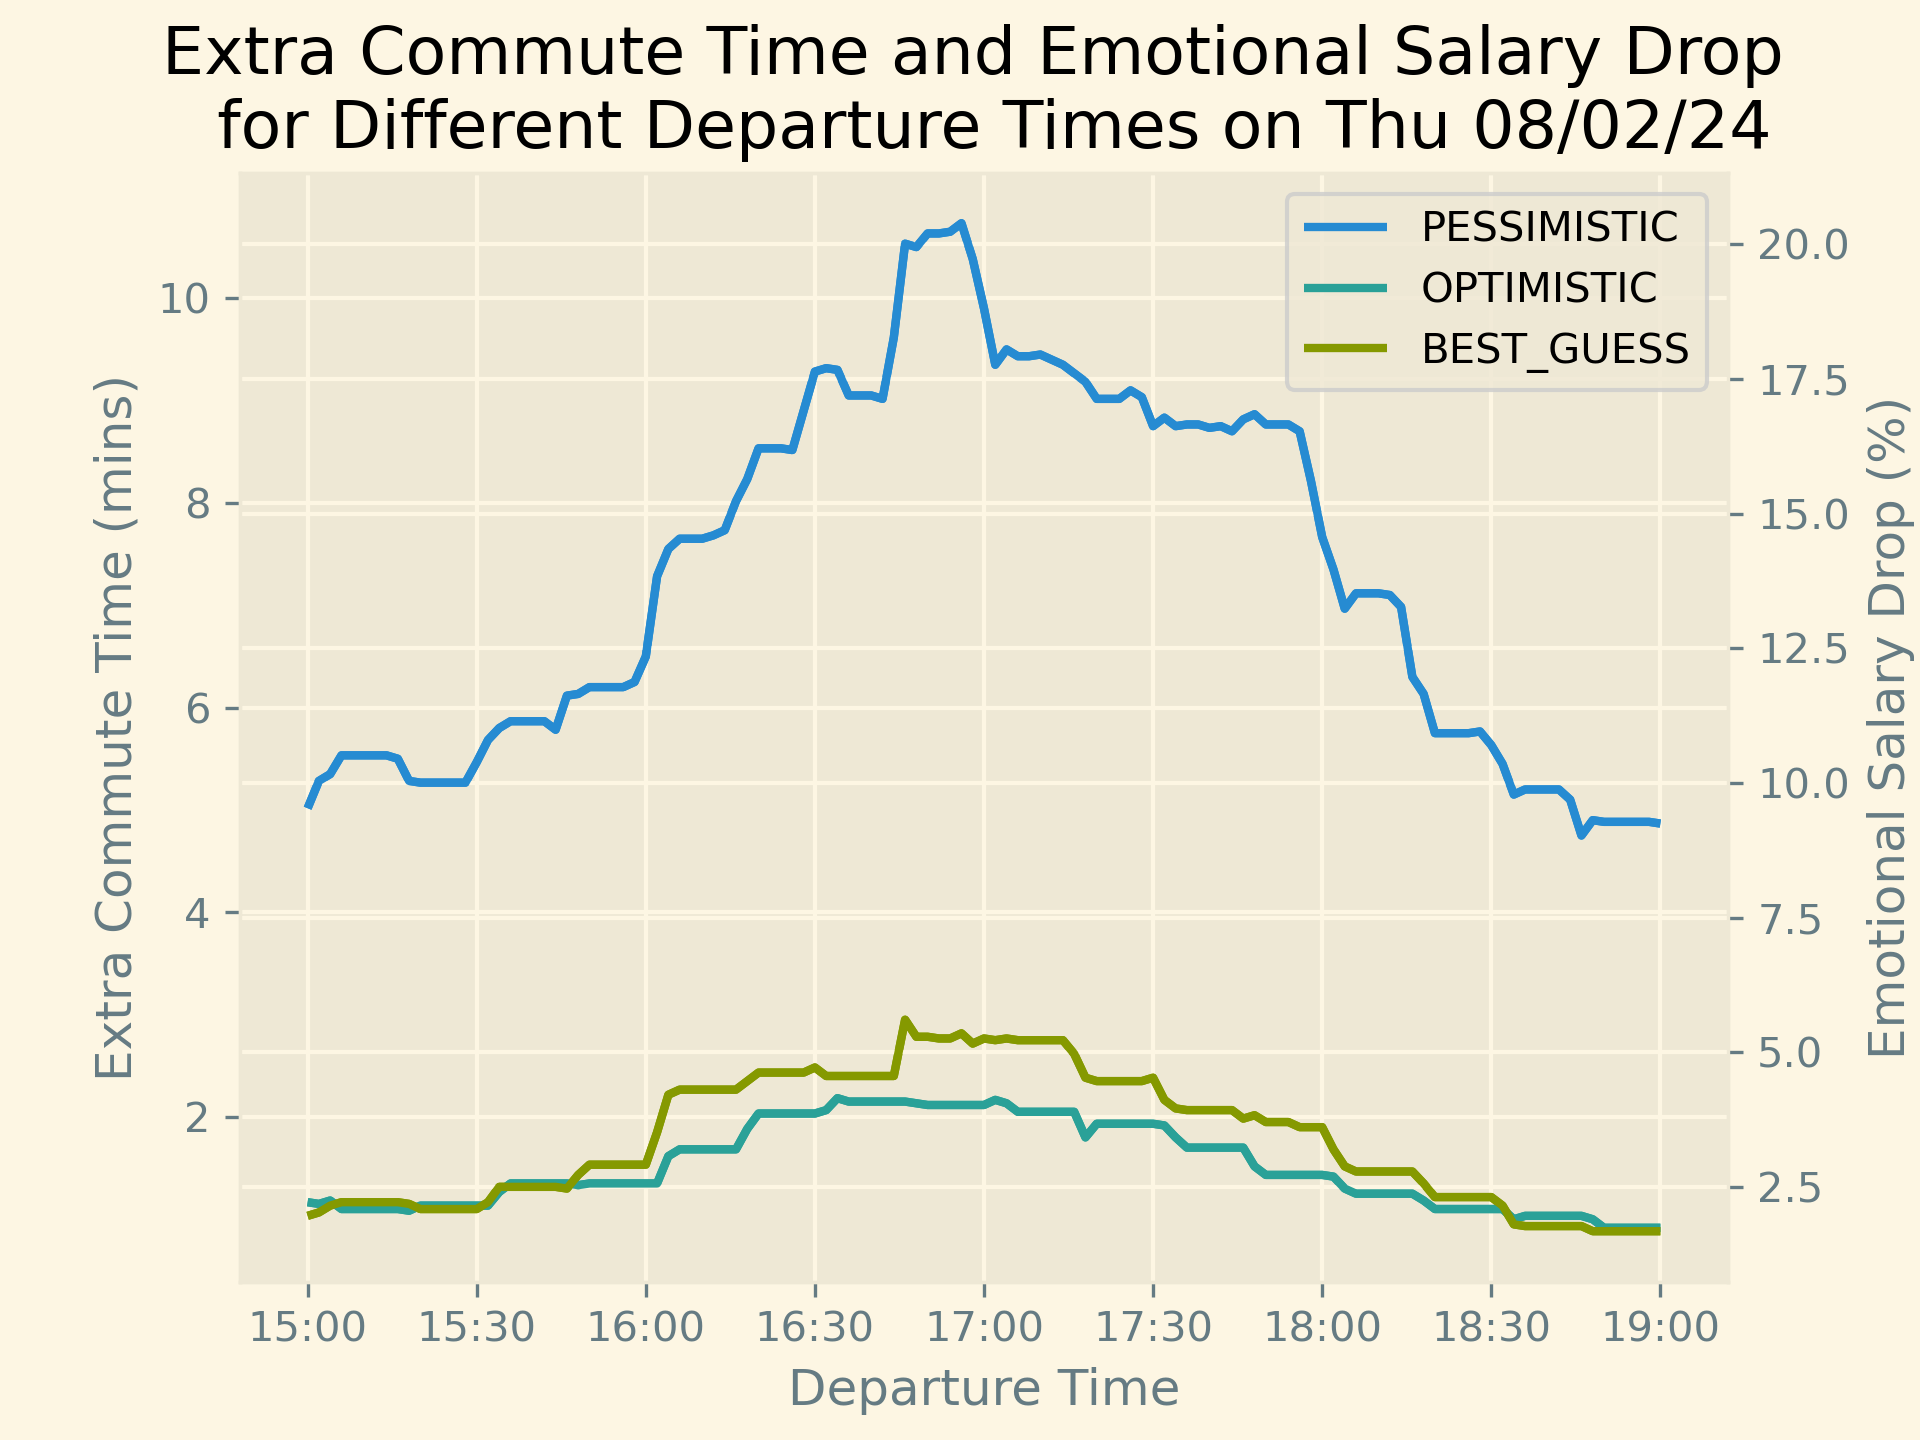 Extra Commute Time and Emotional Salary Drop
for Different Departure Times on Thu 08/02/24
PESSIMISTIC
OPTIMISTIC
BEST_GUESS
Extra Commute Time (mins)
10
8
6
4
2
20.0
17.5
15.0
12.5
10.0
7.5
5.0
2.5
Emotional Salary Drop (%)
15:00 15:30 16:00 16:30 17:00 17:30 18:00 18:30 19:00
Departure Time